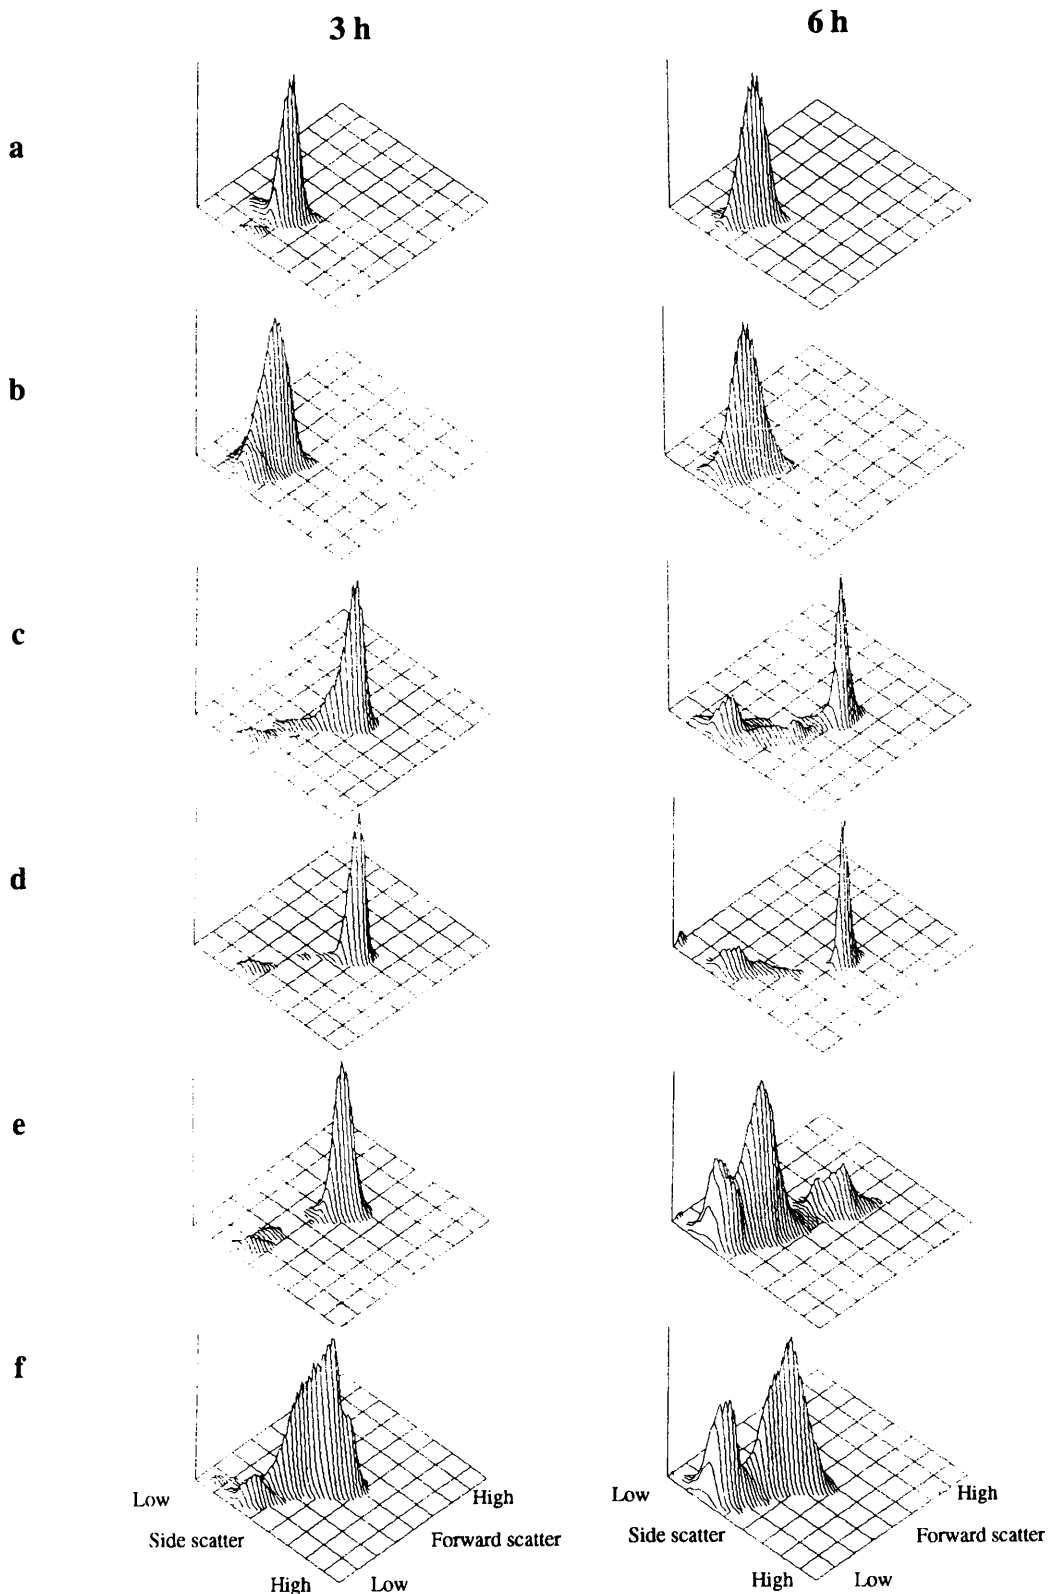 3 h 6 h
a
b
c
d
e
f
Low High Low High
Side scatter Forward scatter Side scatter Forward scatter
High Low High Low